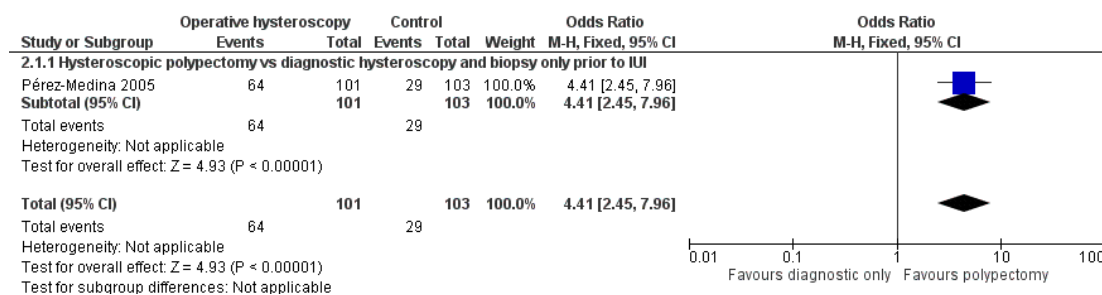 Operative hysteroscopy Control Odds Ratio Odds Ratio
Study or Subgroup Events Total Events Total Weight M-H, Fixed, 95% CI M-H, Fixed, 95% CI
2.1.1 Hysteroscopic polypectomy vs diagnostic hysteroscopy and biopsy only prior to IUI
Pérez-Medina 2005 64 101 29 103 100.0% 4.41 [2.45, 7.96]
Subtotal (95% CI) 101 103 100.0% 4.41 [2.45, 7.96]
Total events 64 29
Heterogeneity: Not applicable
Test for overall effect: Z = 4.93 (P < 0.00001)
Total (95% CI) 101 103 100.0% 4.41 [2.45, 7.96]
Total events 64 29
Heterogeneity: Not applicable
Test for overall effect: Z = 4.93 (P < 0.00001)
Test for subgroup differences: Not applicable
0.01 0.1 1 10 100
Favours diagnostic only Favours polypectomy